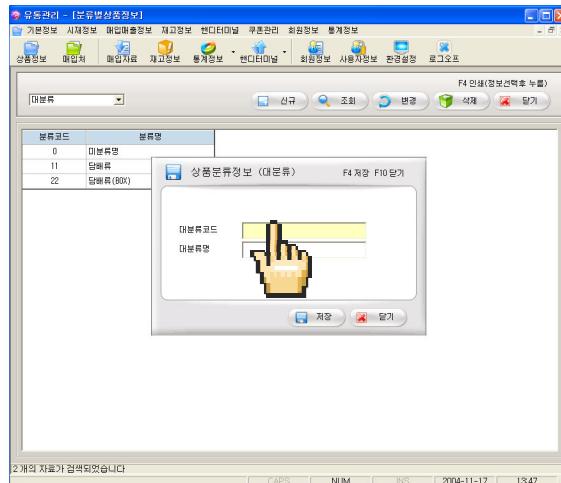 유통관리 - [분류별상품정보]
기본정보 시재정보 매입매출정보 재고정보 핸디터미널 쿠폰관리 회원정보 통계정보
상품정보 매입처 매입자료 재고정보 통계정보 핸디터미널 회원정보 사용자정보 환경설정 로그오프
F4 인쇄(정보선택후 누름)
대분류 신규 조회 변경 삭제 닫기
분류코드 분류명
0 미분류명
11 담배류
22 담배류(BOX)
상품분류정보 (대분류) F4 저장 F10 닫기
대분류코드
대분류명
저장 닫기
2 개의 자료가 검색되었습니다
CAPS NUM INS 2004-11-17 13:47